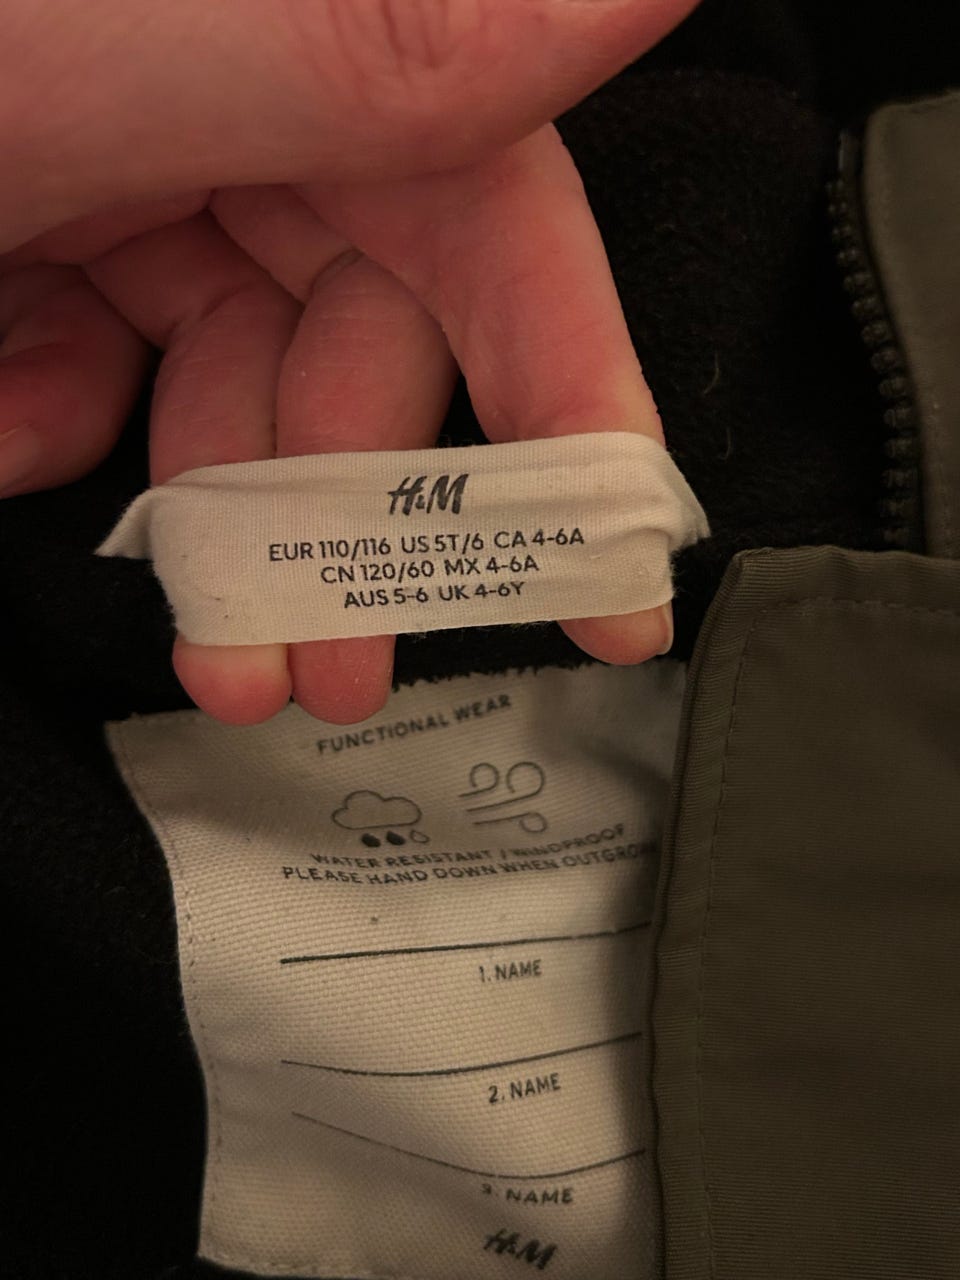 H&M
EUR 110/116 US 5T/6 CA 4-6A
CN 120/60 MX 4-6A
AUS 5-6 UK 4-6Y
FUNCTIONAL WEAR
WATER RESISTANT / WINDPROOF
PLEASE HAND DOWN WHEN
1. NAME
2. NAME
3. NAME
H&M